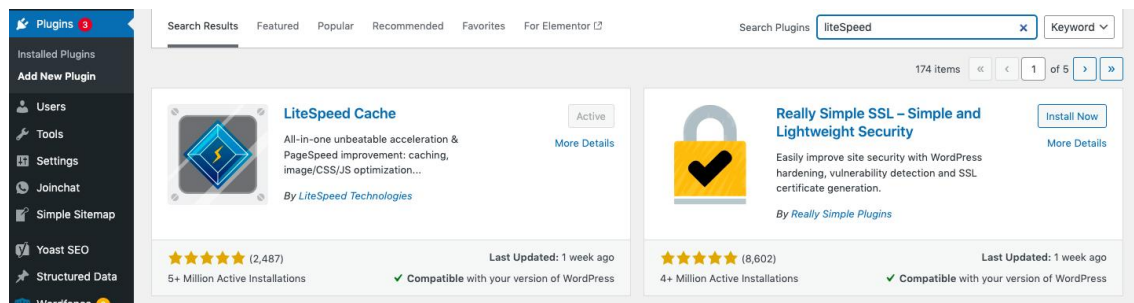 Plugins 3
Installed Plugins
Add New Plugin
Users
Tools
Settings
Joinchat
Simple Sitemap
Yoast SEO
Structured Data
Search Results Featured Popular Recommended Favorites For Elementor
Search Plugins liteSpeed × Keyword
174 items « ‹ 1 of 5 › »
LiteSpeed Cache
Active
All-in-one unbeatable acceleration &
More Details
PageSpeed improvement: caching,
image/CSS/JS optimization...
By LiteSpeed Technologies
(2,487)
Last Updated: 1 week ago
5+ Million Active Installations
✓ Compatible with your version of WordPress
Really Simple SSL – Simple and
Lightweight Security
Install Now
More Details
Easily improve site security with WordPress
hardening, vulnerability detection and SSL
certificate generation.
By Really Simple Plugins
(8,602)
Last Updated: 1 week ago
4+ Million Active Installations
✓ Compatible with your version of WordPress